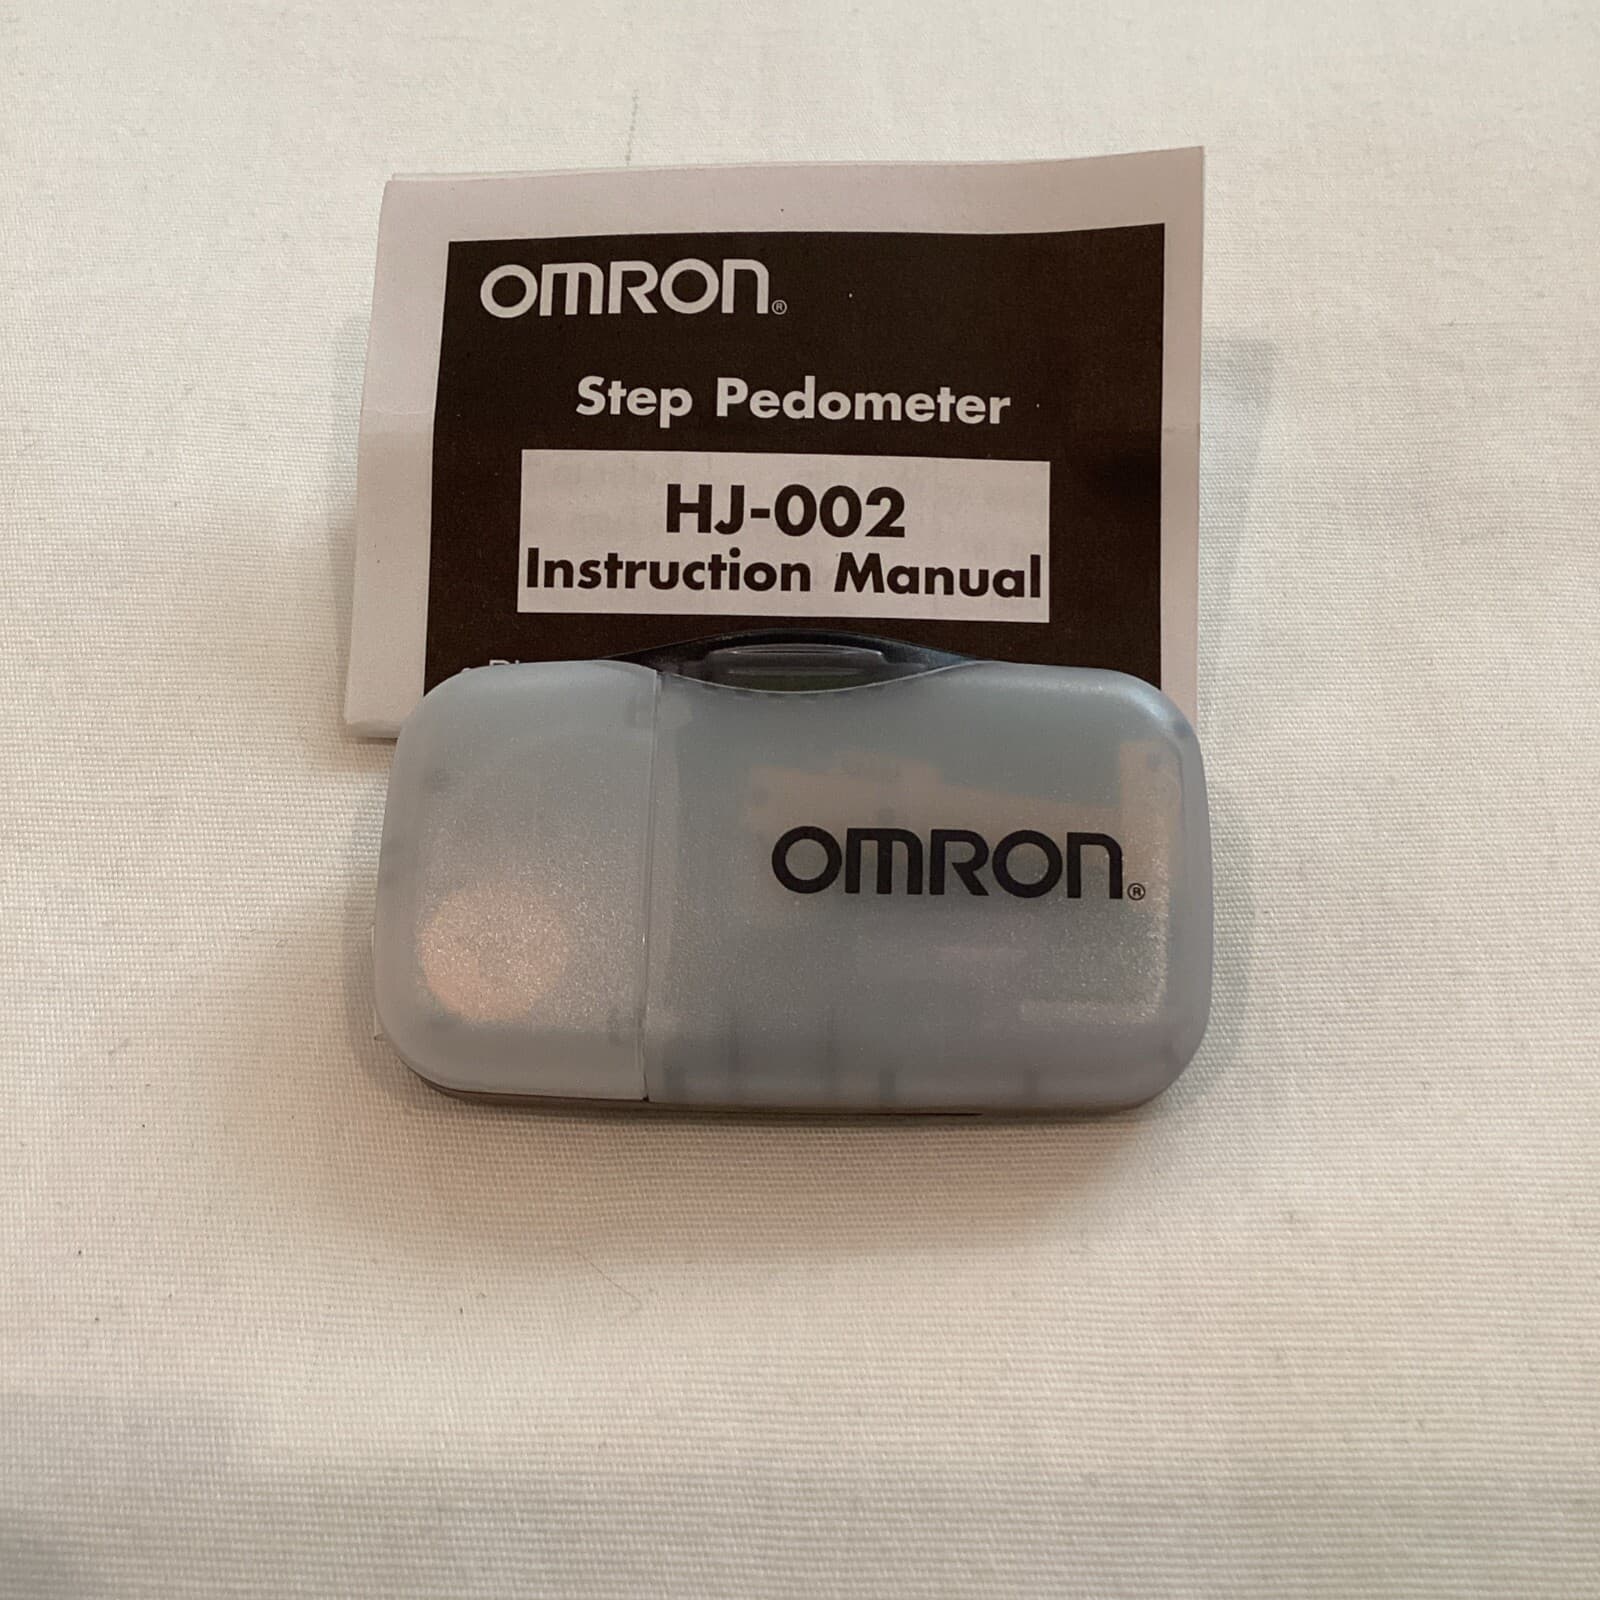 OMRON®
Step Pedometer
HJ-002
Instruction Manual
OMRON®